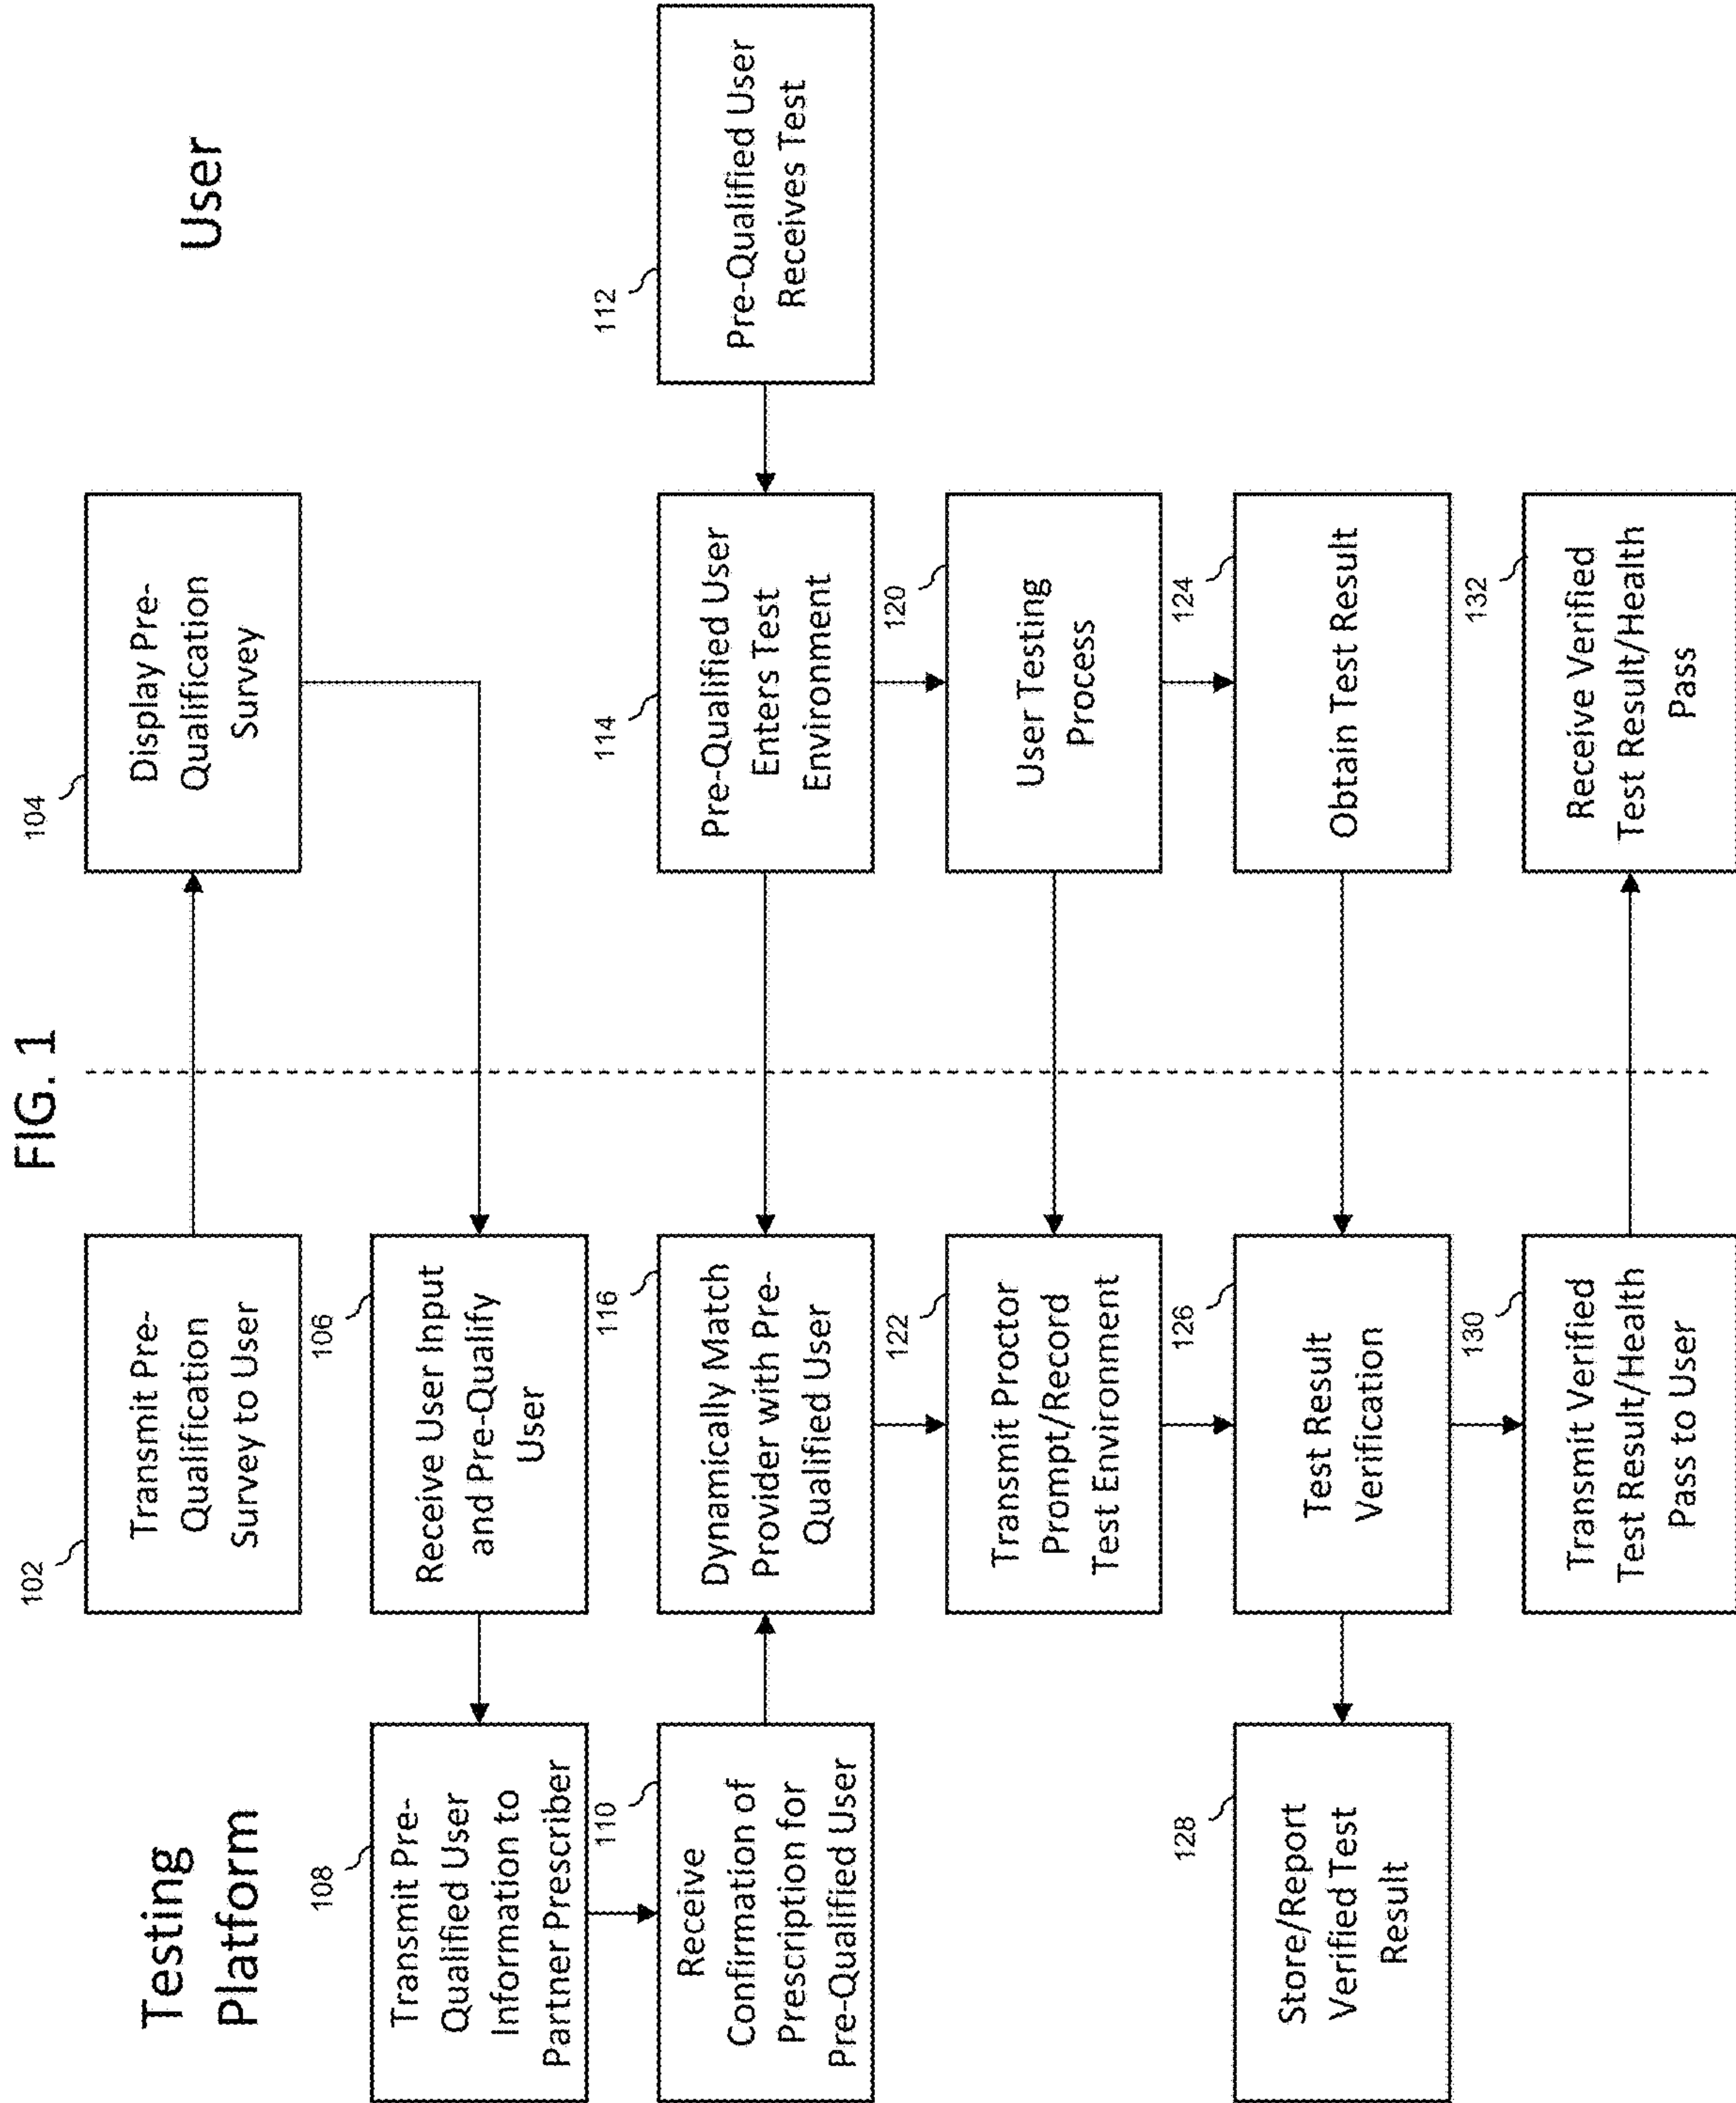 FIG. 1
Testing
Platform
User
102
Transmit Pre-
Qualification
Survey to User
104
Display Pre-
Qualification
Survey
106
Receive User Input
and Pre-Qualify
User
108
Transmit Pre-
Qualified User
Information to
Partner Prescriber
110
Receive
Confirmation of
Prescription for
Pre-Qualified User
116
Dynamically Match
Provider with Pre-
Qualified User
114
Pre-Qualified User
Enters Test
Environment
112
Pre-Qualified User
Receives Test
122
Transmit Proctor
Prompt/Record
Test Environment
120
User Testing
Process
128
Store/Report
Verified Test
Result
126
Test Result
Verification
124
Obtain Test Result
130
Transmit Verified
Test Result/Health
Pass to User
132
Receive Verified
Test Result/Health
Pass